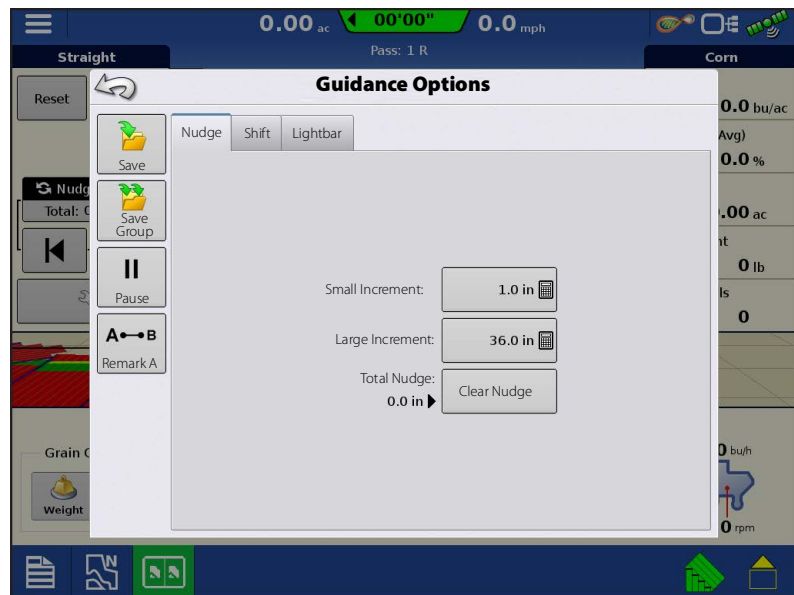 0.00 ac
00'00"
0.0 mph
Pass: 1 R
Straight
Corn
Guidance Options
Reset
0.0 bu/ac
Nudge
Shift
Lightbar
Avg)
0.0 %
Save
Nudg
Total:
.00 ac
Save
Group
0 lb
Pause
Small Increment:
1.0 in
ls
0
A B
Remark A
Large Increment:
36.0 in
Total Nudge:
0.0 in
Clear Nudge
Grain
bu/h
Weight
0 rpm
N